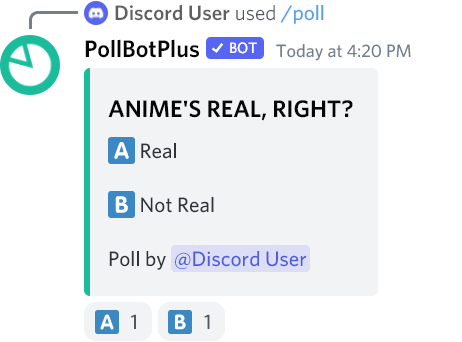 Discord User used /poll
PollBotPlus ✓ BOT Today at 4:20 PM
ANIME'S REAL, RIGHT?
A Real
B Not Real
Poll by @Discord User
A 1 B 1